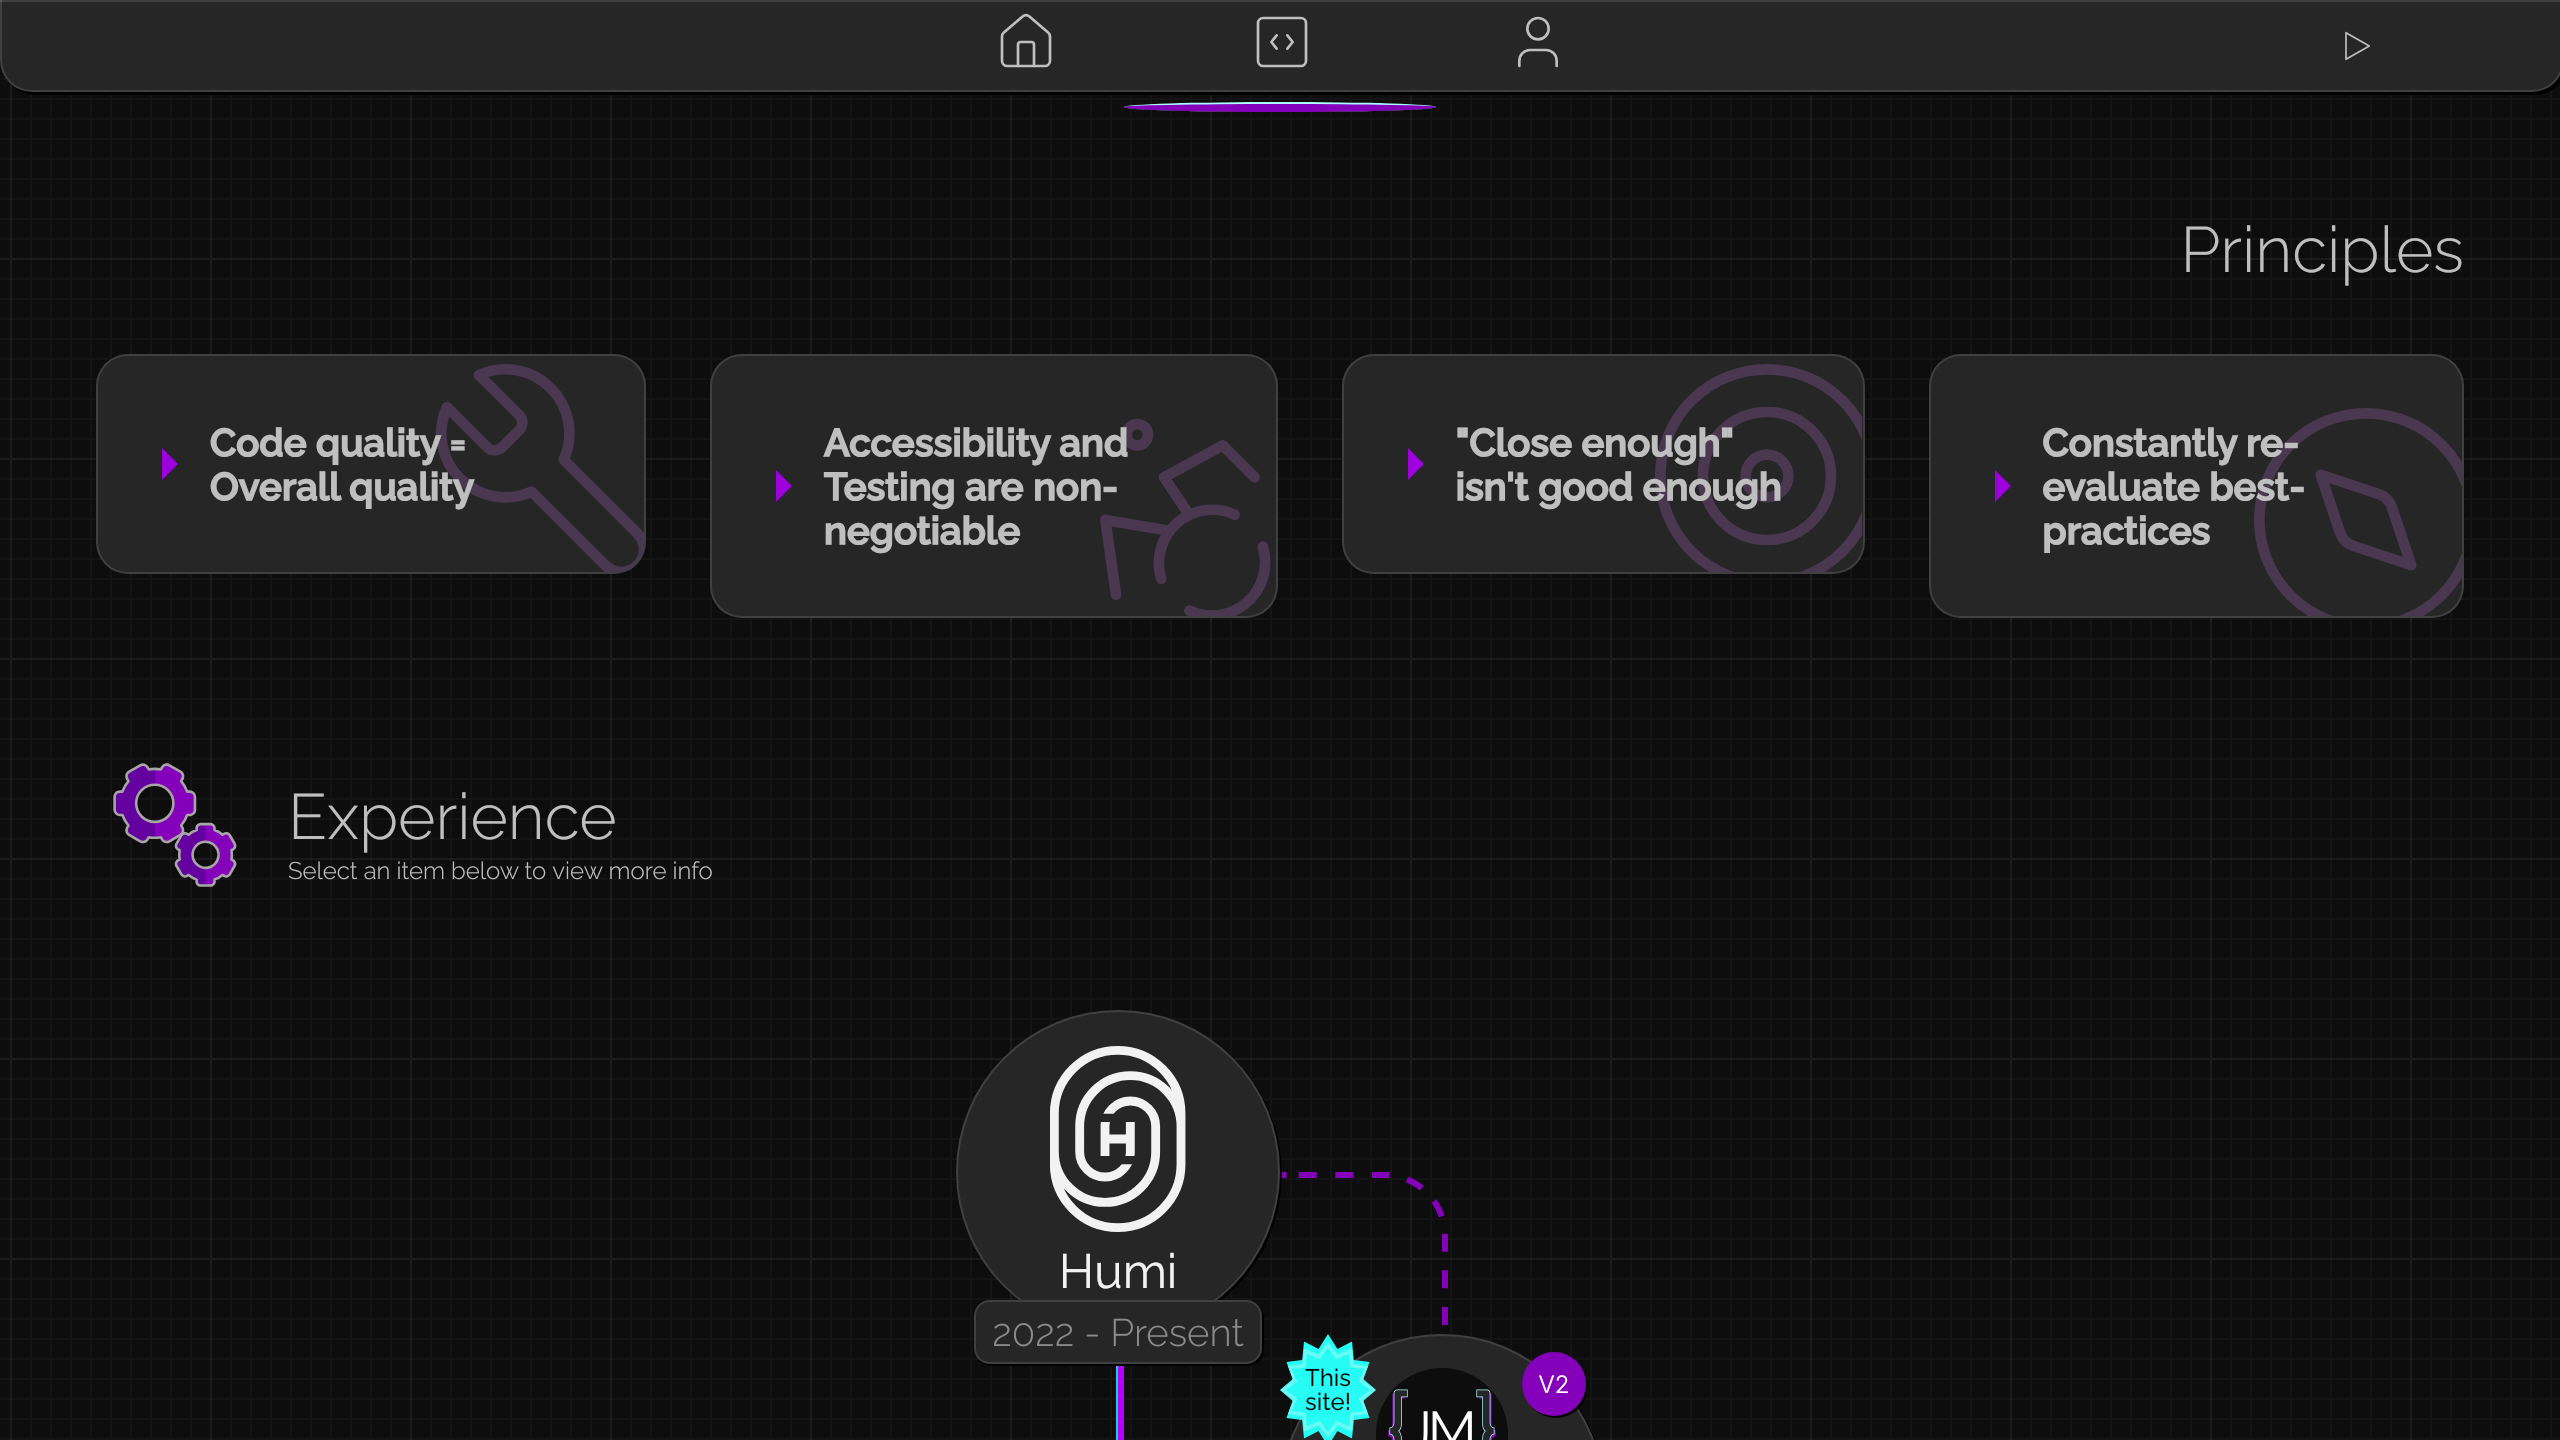 Principles
Code quality =
Overall quality
Accessibility and
Testing are non-
negotiable
"Close enough"
isn't good enough
Constantly re-
evaluate best-
practices
Experience
Select an item below to view more info
H
Humi
2022 - Present
This
site!
V2
{JM}